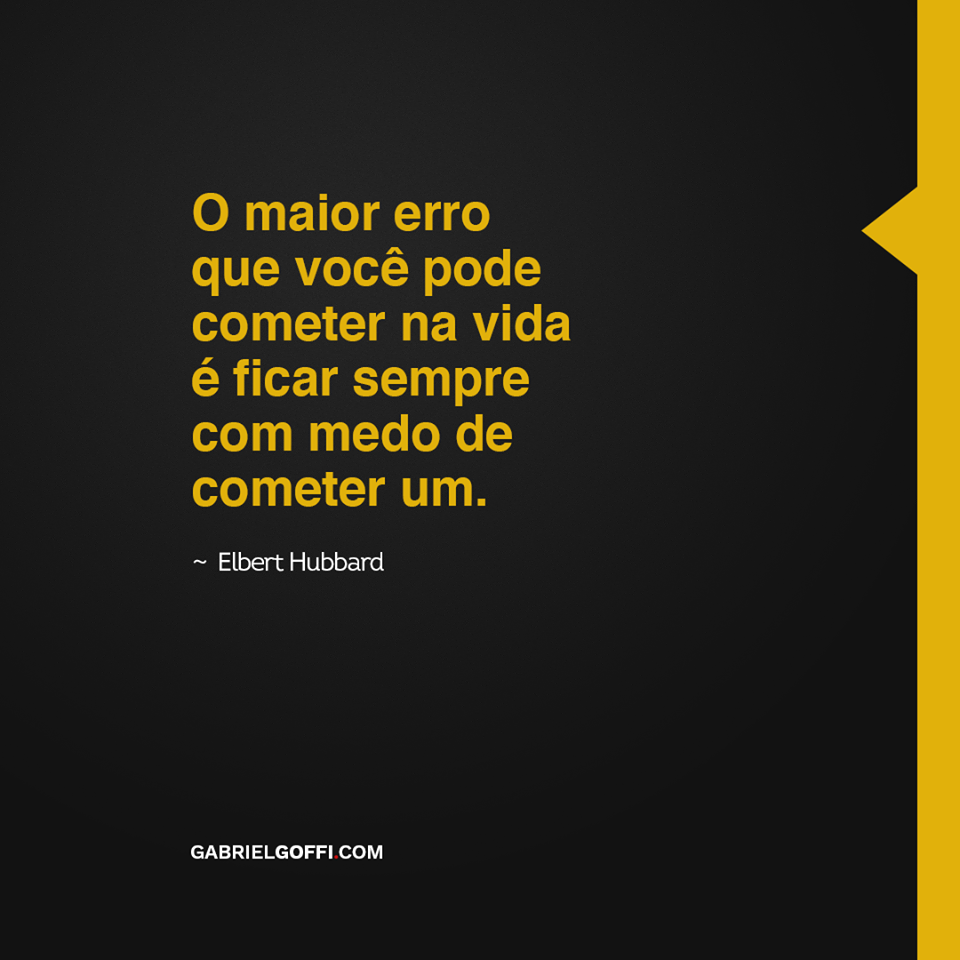 O maior erro
que você pode
cometer na vida
é ficar sempre
com medo de
cometer um.
~ Elbert Hubbard
GABRIELGOFFI.COM